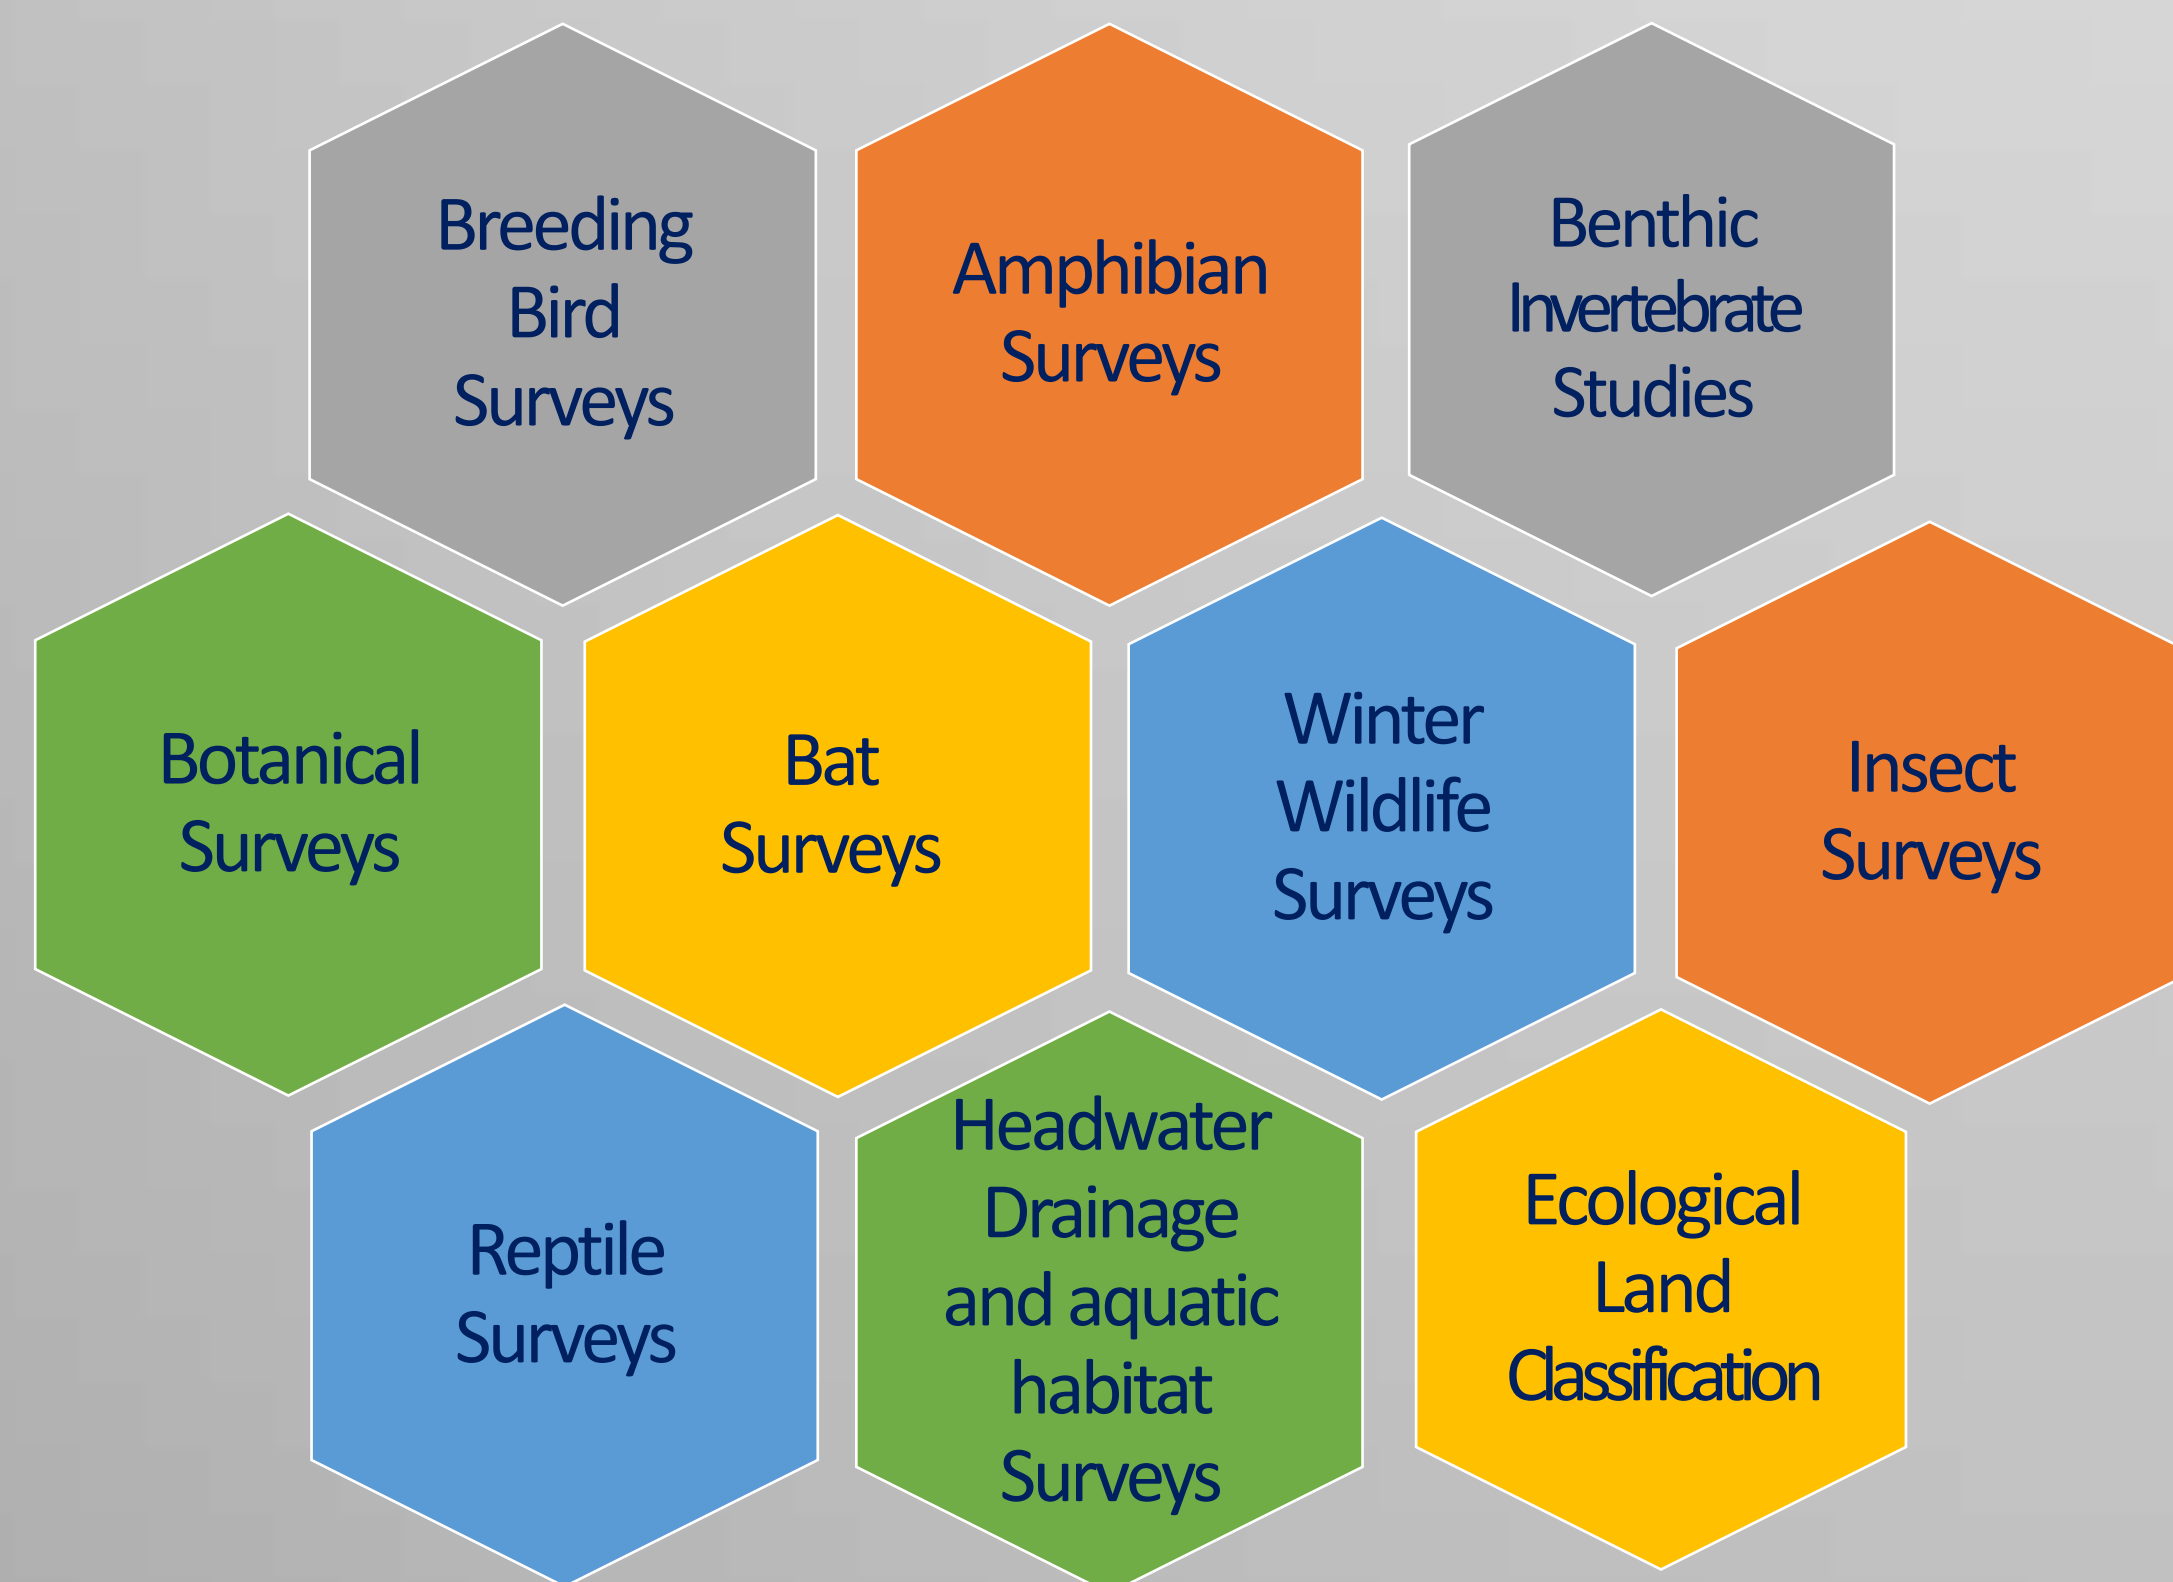 Breeding
Bird
Surveys
Amphibian
Surveys
Benthic
Invertebrate
Studies
Botanical
Surveys
Bat
Surveys
Winter
Wildlife
Surveys
Insect
Surveys
Reptile
Surveys
Headwater
Drainage
and aquatic
habitat
Surveys
Ecological
Land
Classification